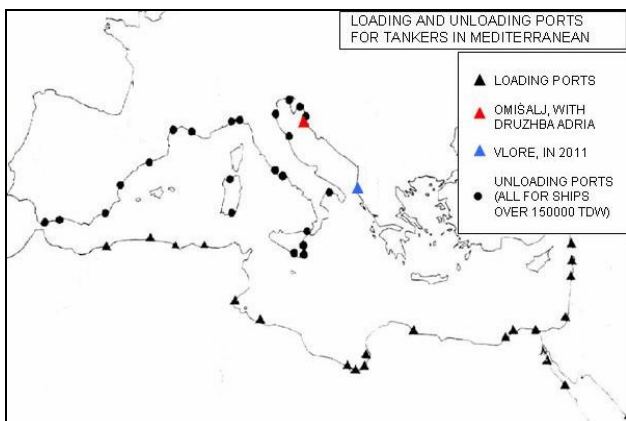 LOADING AND UNLOADING PORTS
FOR TANKERS IN MEDITERRANEAN
LOADING PORTS
OMIŠALJ, WITH
DRUZHBA ADRIA
VLORE, IN 2011
UNLOADING PORTS
(ALL FOR SHIPS
OVER 150000 TDW)